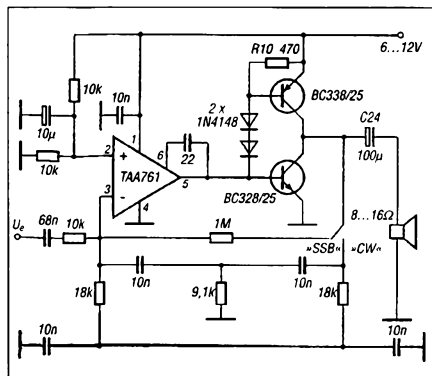 R10 470
6...12V
10k
10n
BC338/25
2 x
1N4148
C24
100µ
10µ
10k
1
2
+
6
22
TAA761
5
3
-
4
BC328/25
8...16Ω
Ue
68n
10k
1M
"SSB"
"CW"
10n
10n
18k
9,1k
18k
10n
10n